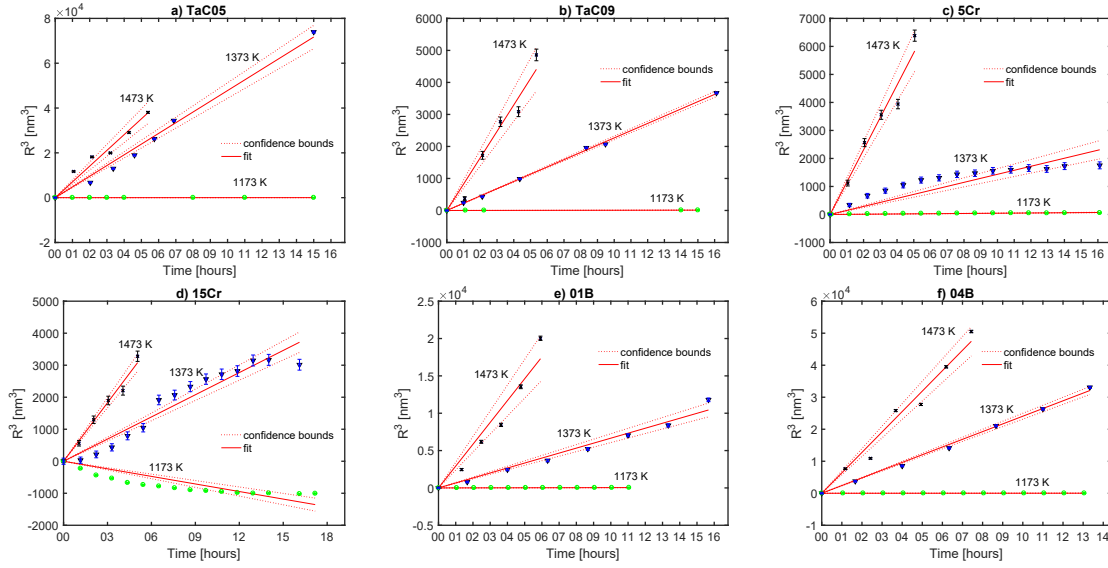 a) TaC05
×10⁴
8
6
4
2
0
-2
R³ [nm³]
1473 K
1373 K
1173 K
confidence bounds
fit
00 01 02 03 04 05 06 07 08 09 10 11 12 13 14 15 16
Time [hours]
b) TaC09
6000
5000
4000
3000
2000
1000
0
-1000
R³ [nm³]
1473 K
1373 K
1173 K
confidence bounds
fit
00 01 02 03 04 05 06 07 08 09 10 11 12 13 14 15 16
Time [hours]
c) 5Cr
7000
6000
5000
4000
3000
2000
1000
0
-1000
R³ [nm³]
1473 K
1373 K
1173 K
confidence bounds
fit
00 01 02 03 04 05 06 07 08 09 10 11 12 13 14 15 16
Time [hours]
d) 15Cr
5000
4000
3000
2000
1000
0
-1000
-2000
R³ [nm³]
1473 K
1373 K
1173 K
confidence bounds
fit
00 02 03 05 06 08 09 11 12 14 15 17 18
Time [hours]
e) 01B
×10⁴
2.5
2
1.5
1
0.5
0
-0.5
R³ [nm³]
1473 K
1373 K
1173 K
confidence bounds
fit
00 01 02 03 04 05 06 07 08 09 10 11 12 13 14 15 16
Time [hours]
f) 04B
×10⁴
6
5
4
3
2
1
0
-1
R³ [nm³]
1473 K
1373 K
1173 K
confidence bounds
fit
00 01 02 03 04 05 06 07 08 09 10 11 12 13 14
Time [hours]